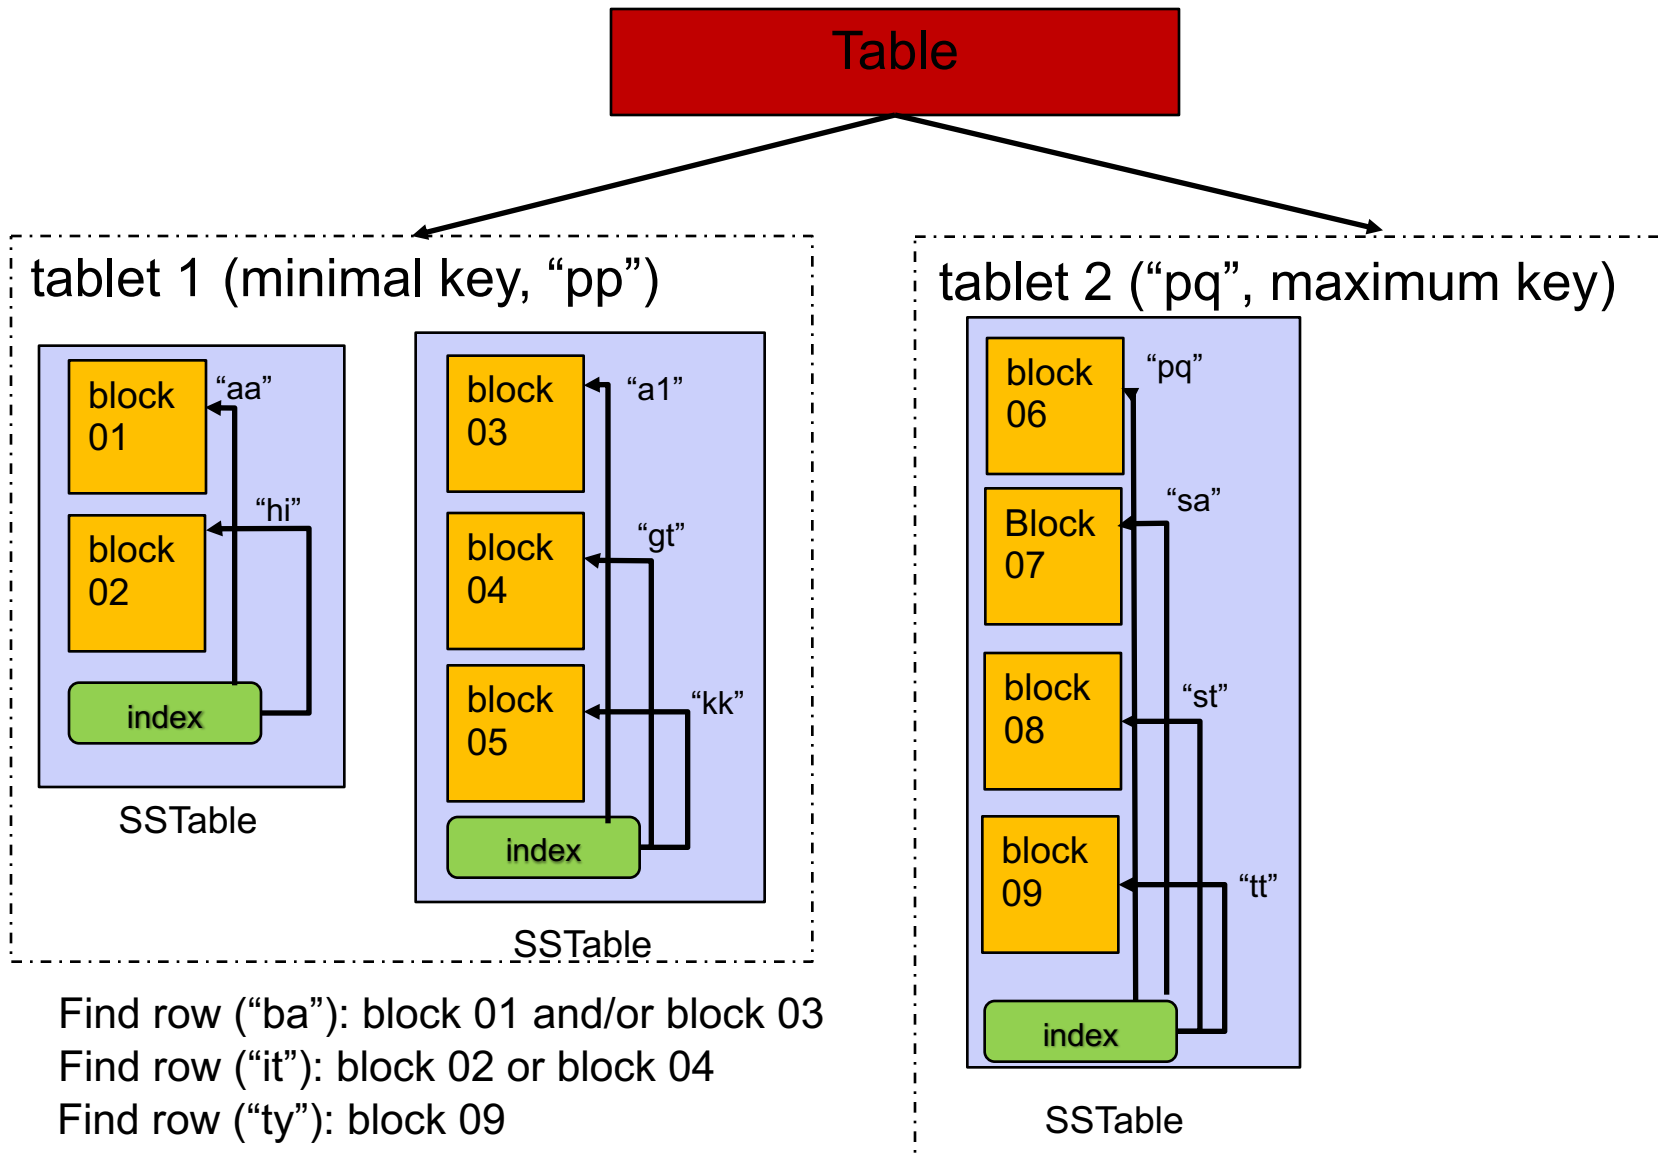 Table
tablet 1 (minimal key, “pp”)
block
01
“aa”
block
02
“hi”
index
SSTable
block
03
“a1”
block
04
“gt”
block
05
“kk”
index
SSTable
tablet 2 (“pq”, maximum key)
block
06
“pq”
Block
07
“sa”
block
08
“st”
block
09
“tt”
index
SSTable
Find row (“ba”): block 01 and/or block 03
Find row (“it”): block 02 or block 04
Find row (“ty”): block 09